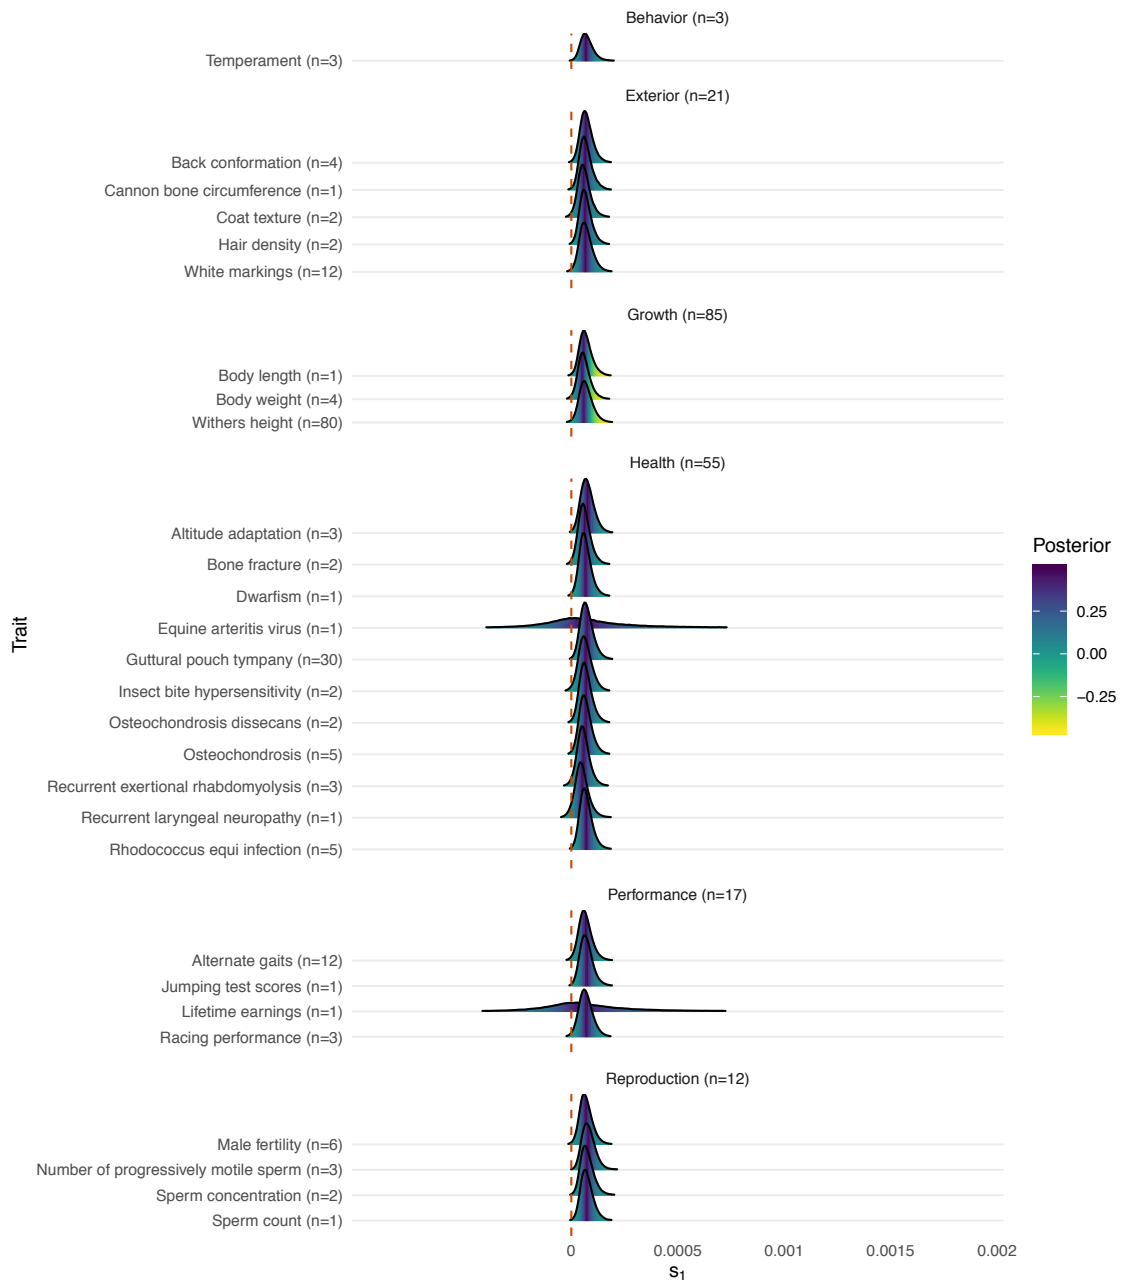 Behavior (n=3)
Temperament (n=3)
Exterior (n=21)
Back conformation (n=4)
Cannon bone circumference (n=1)
Coat texture (n=2)
Hair density (n=2)
White markings (n=12)
Growth (n=85)
Body length (n=1)
Body weight (n=4)
Withers height (n=80)
Health (n=55)
Altitude adaptation (n=3)
Bone fracture (n=2)
Dwarfism (n=1)
Equine arteritis virus (n=1)
Guttural pouch tympany (n=30)
Insect bite hypersensitivity (n=2)
Osteochondrosis dissecans (n=2)
Osteochondrosis (n=5)
Recurrent exertional rhabdomyolysis (n=3)
Recurrent laryngeal neuropathy (n=1)
Rhodococcus equi infection (n=5)
Performance (n=17)
Alternate gaits (n=12)
Jumping test scores (n=1)
Lifetime earnings (n=1)
Racing performance (n=3)
Reproduction (n=12)
Male fertility (n=6)
Number of progressively motile sperm (n=3)
Sperm concentration (n=2)
Sperm count (n=1)
0 0.0005 0.001 0.0015 0.002
s₁
Trait
Posterior
0.25
0.00
−0.25